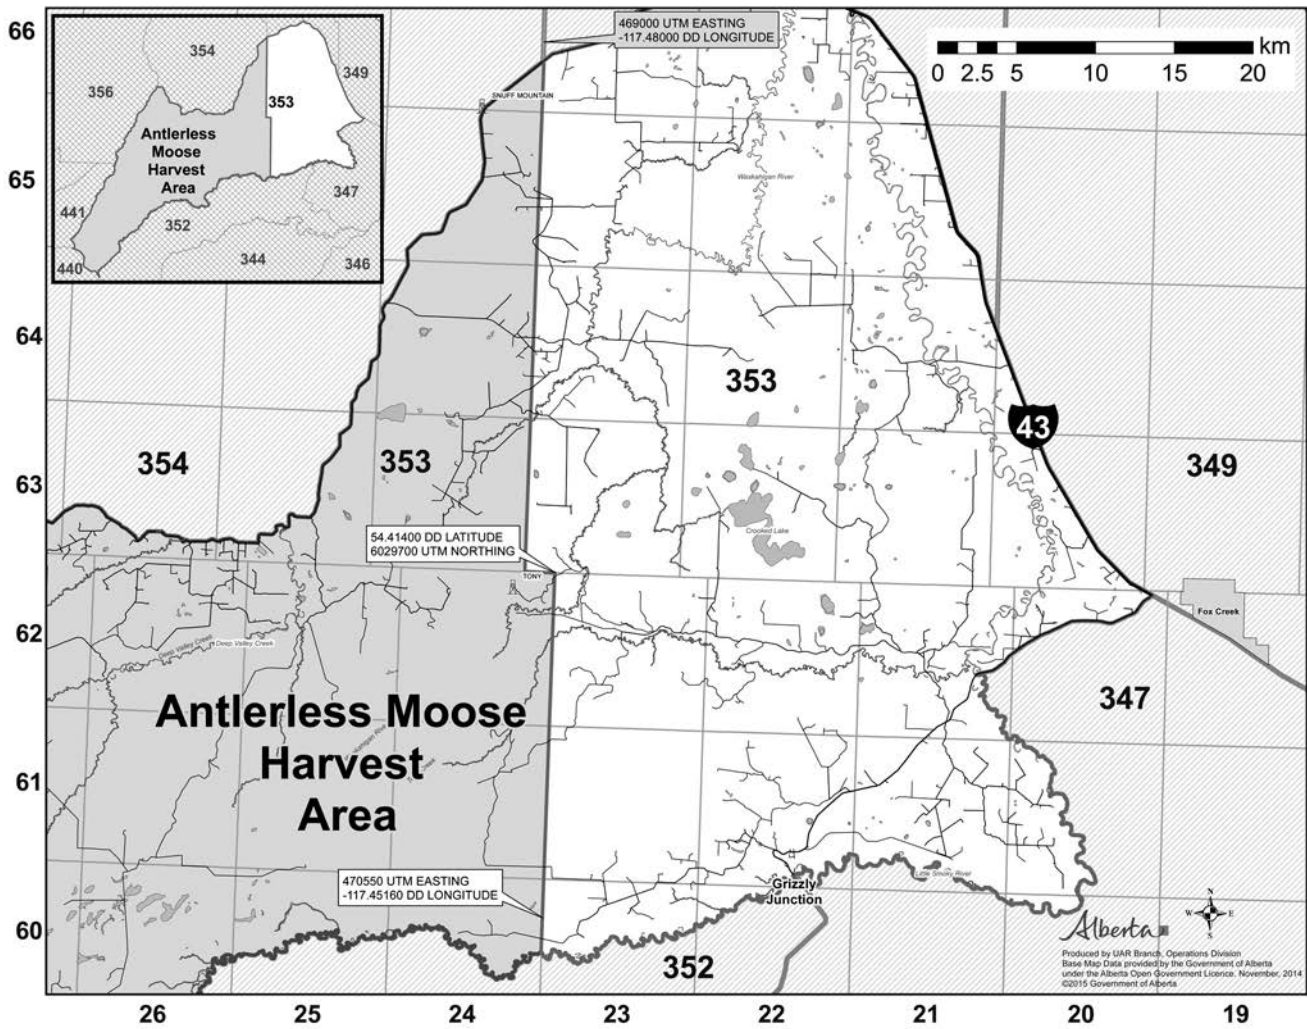 66
65
64
63
62
61
60
354
356
349
353
Antlerless
Moose
Harvest
Area
441
352
347
440
344
346
469000 UTM EASTING
-117.48000 DD LONGITUDE
km
0 2.5 5 10 15 20
SNUFF MOUNTAIN
Waskahigan River
353
43
354
353
349
54.41400 DD LATITUDE
6029700 UTM NORTHING
Crooked Lake
TONY
Fox Creek
Deep Valley Creek
Deep Valley Creek
347
Antlerless Moose
Harvest
Area
470550 UTM EASTING
-117.45160 DD LONGITUDE
Little Smoky River
Grizzly
Junction
352
Alberta
N
W E
S
Produced by UAR Branch, Operations Division
Base Map Data provided by the Government of Alberta
under the Alberta Open Government Licence. November, 2014
©2015 Government of Alberta
26 25 24 23 22 21 20 19